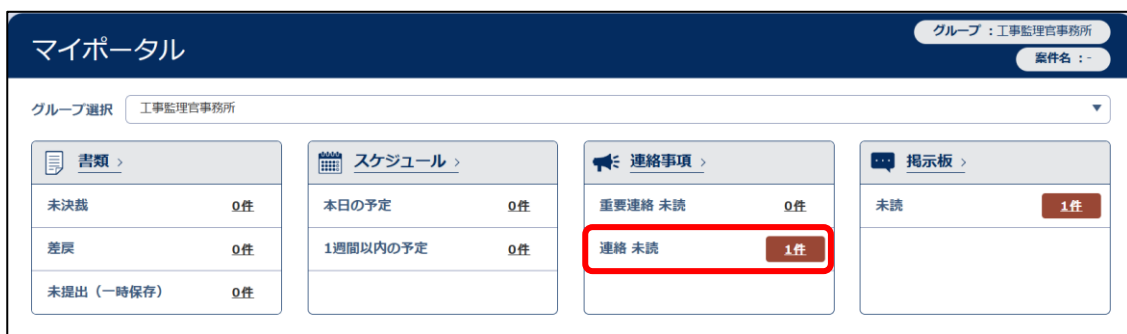 マイポータル
グループ ：工事監理官事務所
案件名 ：-
グループ選択 工事監理官事務所
書類 >
未決裁 0件
差戻 0件
未提出（一時保存） 0件
スケジュール >
本日の予定 0件
1週間以内の予定 0件
連絡事項 >
重要連絡 未読 0件
連絡 未読 1件
掲示板 >
未読 1件